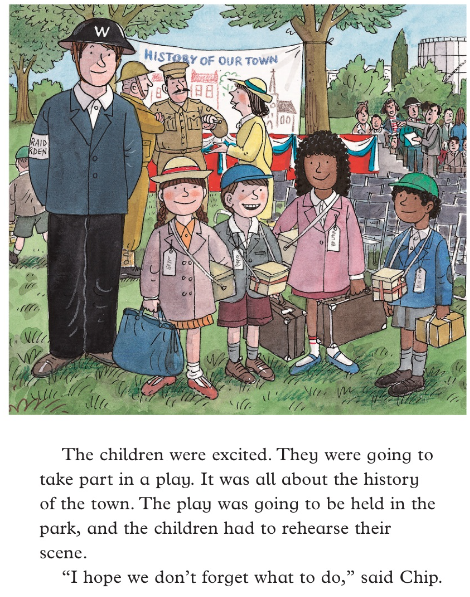 W
HISTORY OF OUR TOWN
RAID
RDEN
The children were excited. They were going to
take part in a play. It was all about the history
of the town. The play was going to be held in the
park, and the children had to rehearse their
scene.
“I hope we don’t forget what to do,” said Chip.